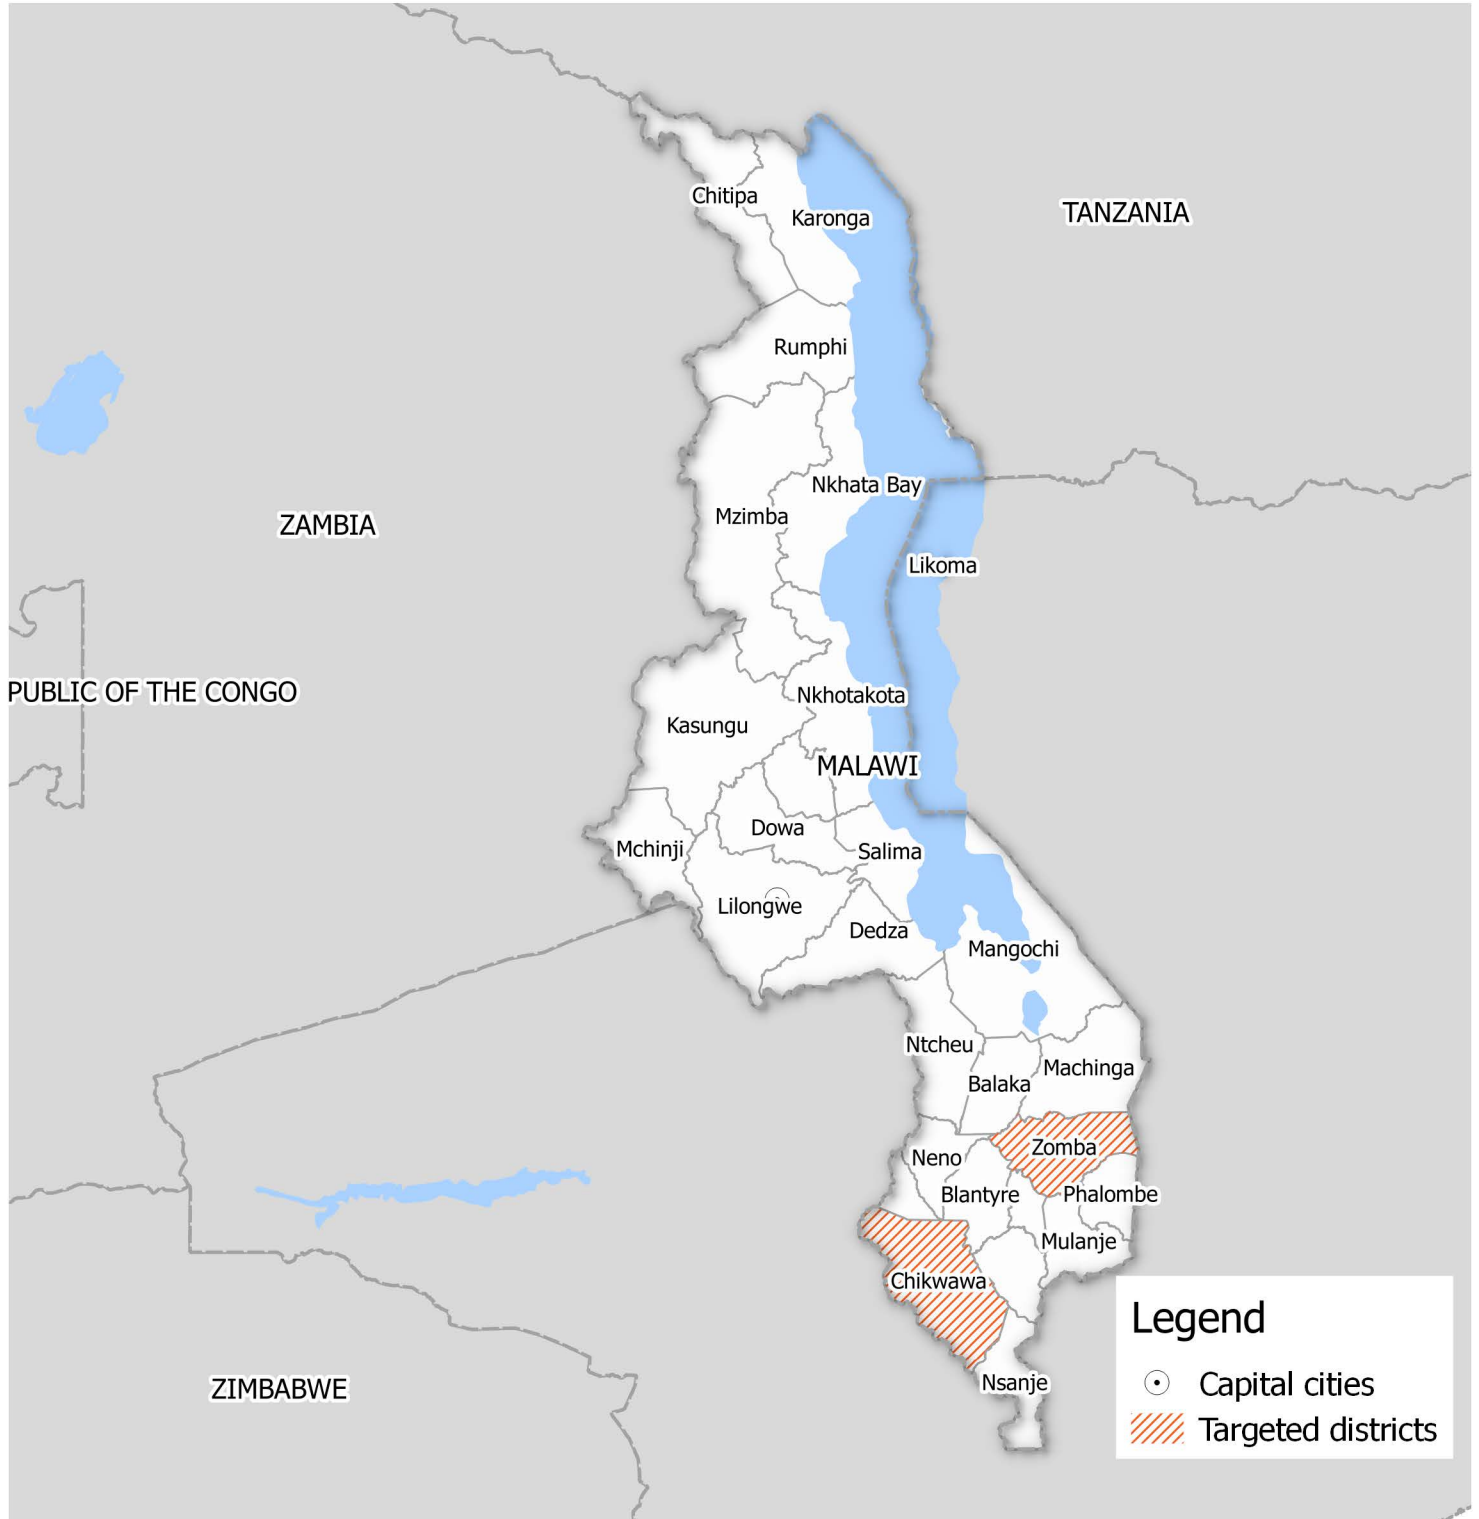 Chitipa
Karonga
TANZANIA
Rumphi
Nkhata Bay
Mzimba
ZAMBIA
Likoma
PUBLIC OF THE CONGO
Nkhotakota
Kasungu
MALAWI
Dowa
Mchinji
Salima
Lilongwe
Dedza
Mangochi
Ntcheu
Machinga
Balaka
Zomba
Neno
Blantyre
Phalombe
Mulanje
Chikwawa
Nsanje
ZIMBABWE
Legend
Capital cities
Targeted districts